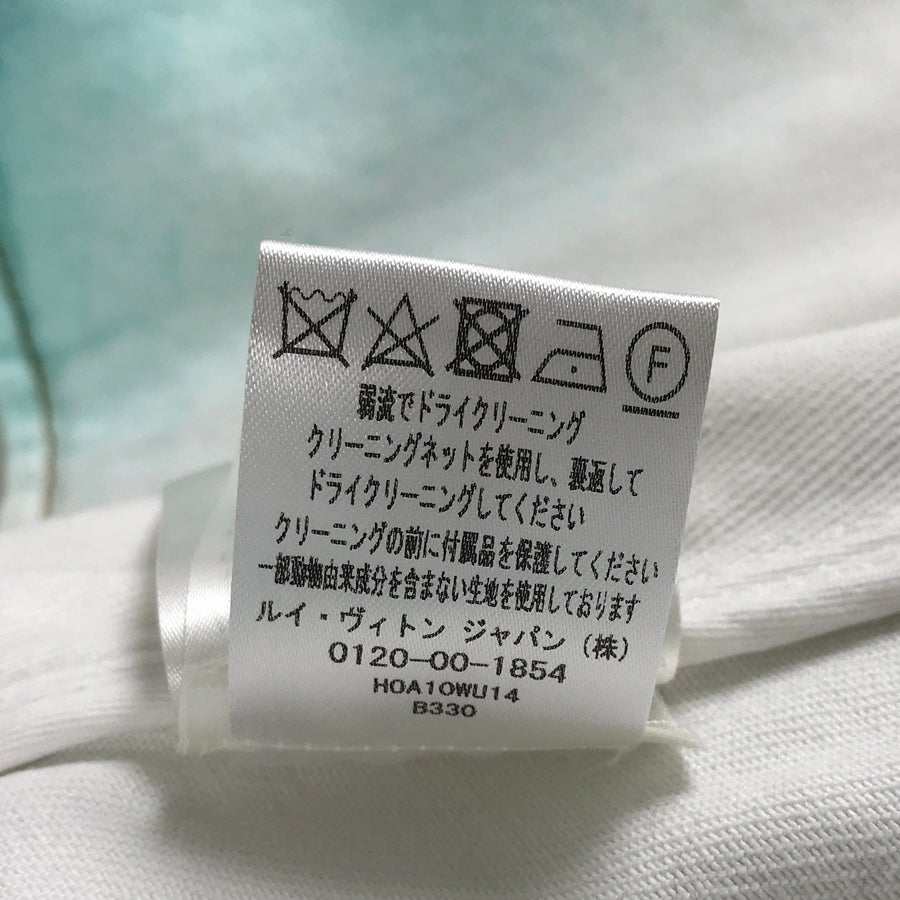 F
弱流でドライクリーニング
クリーニングネットを使用し、裏返して
ドライクリーニングしてください
クリーニングの前に付属品を保護してください
一部動物由来成分を含まない生地を使用しております
ルイ・ヴィトン ジャパン (株)
0120-00-1854
H0A10WU14
B330